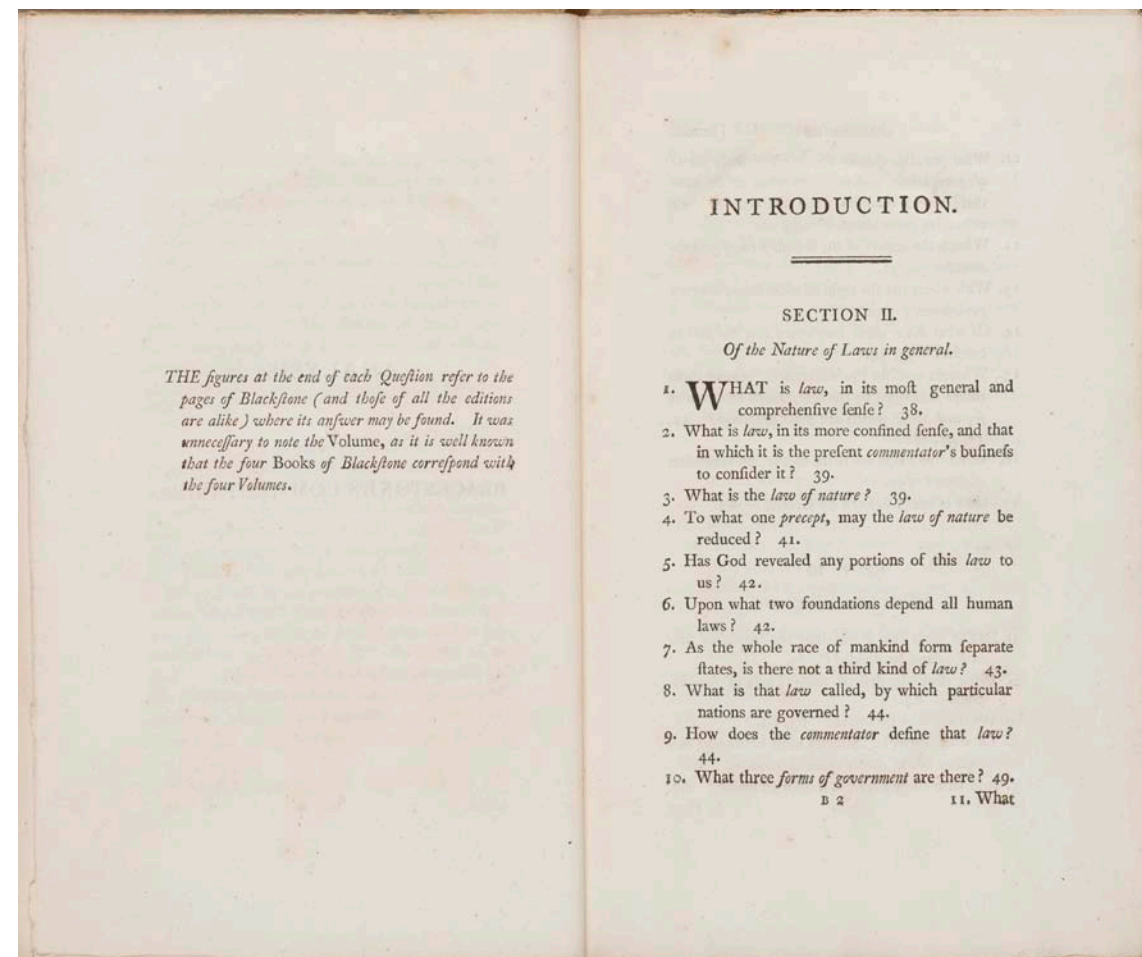 THE figures at the end of each Queſtion refer to the
pages of Blackſtone (and thoſe of all the editions
are alike) where its anſwer may be found. It was
unneceſſary to note the Volume, as it is well known
that the four Books of Blackſtone correſpond with
the four Volumes.
INTRODUCTION.
SECTION II.
Of the Nature of Laws in general.
1. WHAT is law, in its moſt general and
comprehenſive ſenſe? 38.
2. What is law, in its more confined ſenſe, and that
in which it is the preſent commentator's buſineſs
to conſider it? 39.
3. What is the law of nature? 39.
4. To what one precept, may the law of nature be
reduced? 41.
5. Has God revealed any portions of this law to
us? 42.
6. Upon what two foundations depend all human
laws? 42.
7. As the whole race of mankind form ſeparate
ſtates, is there not a third kind of law? 43.
8. What is that law called, by which particular
nations are governed? 44.
9. How does the commentator define that law?
44.
10. What three forms of government are there? 49.
B 2 11. What